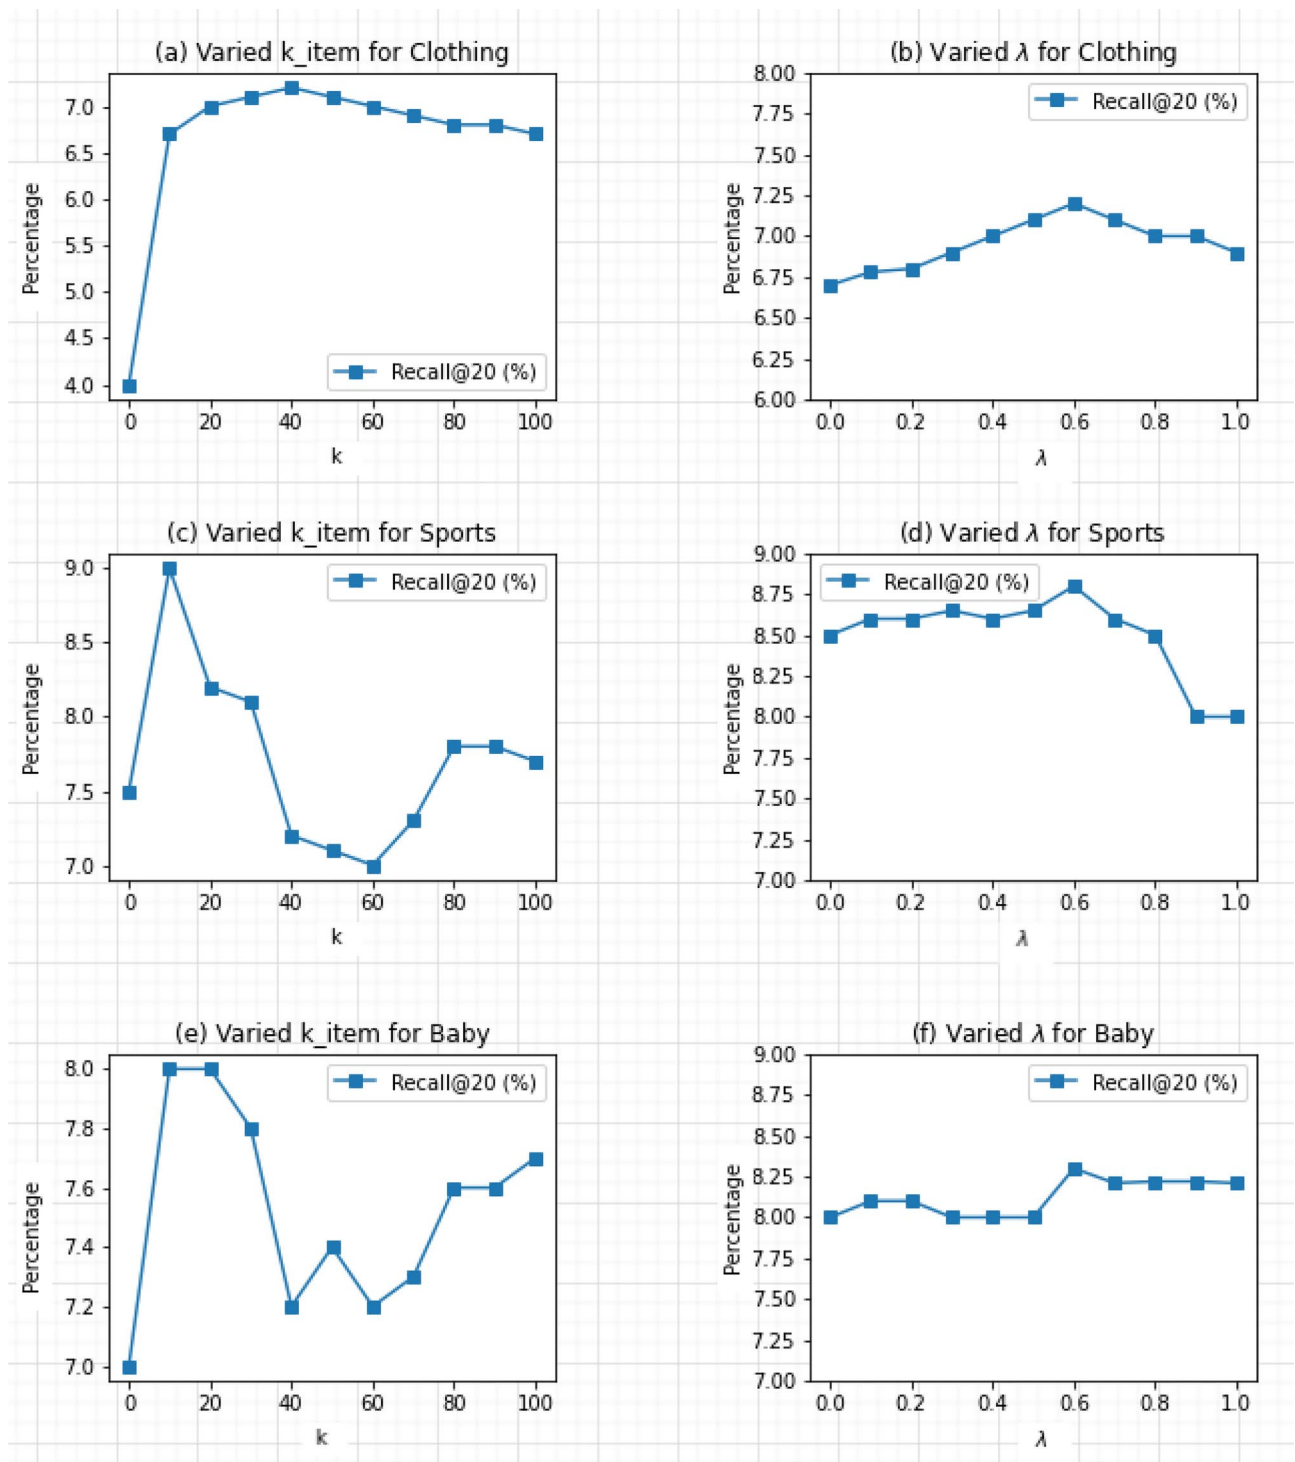 (a) Varied k_item for Clothing
Percentage
7.0
6.5
6.0
5.5
5.0
4.5
4.0
Recall@20 (%)
0 20 40 60 80 100
k
(b) Varied λ for Clothing
Percentage
8.00
7.75
7.50
7.25
7.00
6.75
6.50
6.25
6.00
Recall@20 (%)
0.0 0.2 0.4 0.6 0.8 1.0
λ
(c) Varied k_item for Sports
Percentage
9.0
8.5
8.0
7.5
7.0
Recall@20 (%)
0 20 40 60 80 100
k
(d) Varied λ for Sports
Percentage
9.00
8.75
8.50
8.25
8.00
7.75
7.50
7.25
7.00
Recall@20 (%)
0.0 0.2 0.4 0.6 0.8 1.0
λ
(e) Varied k_item for Baby
Percentage
8.0
7.8
7.6
7.4
7.2
7.0
Recall@20 (%)
0 20 40 60 80 100
k
(f) Varied λ for Baby
Percentage
9.00
8.75
8.50
8.25
8.00
7.75
7.50
7.25
7.00
Recall@20 (%)
0.0 0.2 0.4 0.6 0.8 1.0
λ